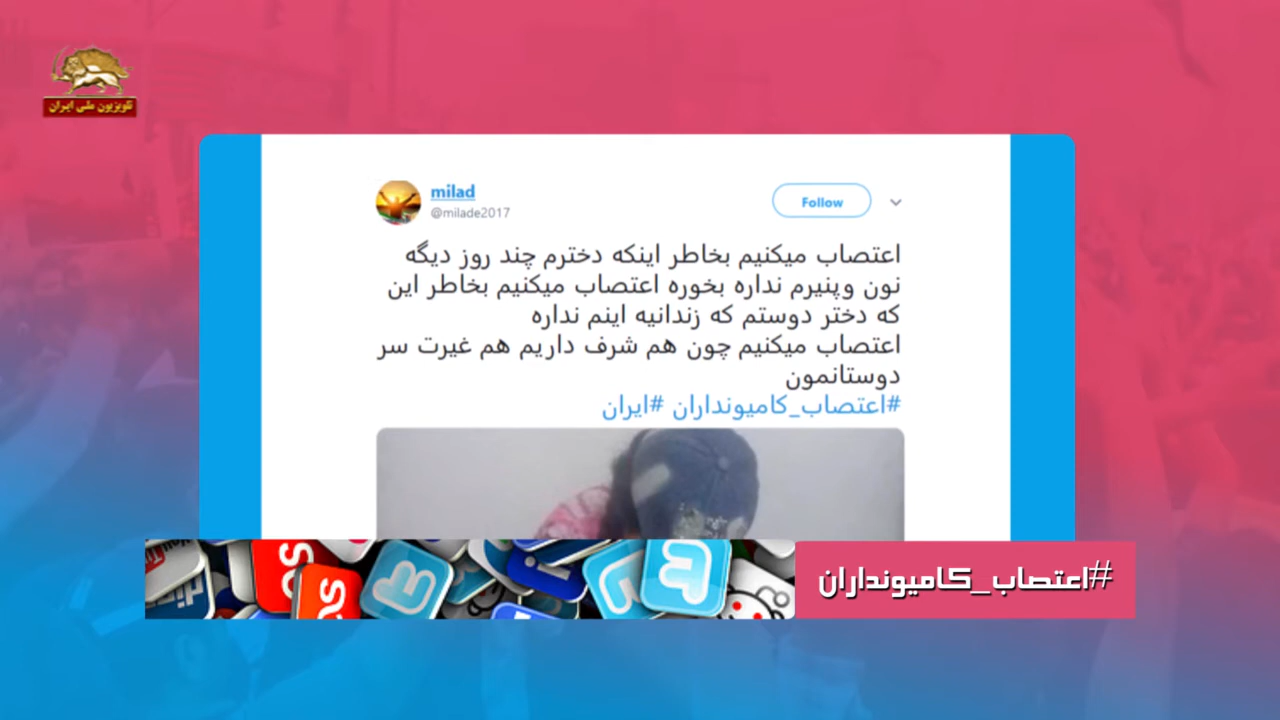 تلویزیون ملی ایران
milad
@milade2017
Follow
اعتصاب میکنیم بخاطر اینکه دخترم چند روز دیگه
نون وپنیرم نداره بخوره اعتصاب میکنیم بخاطر این
که دختر دوستم که زندانیه اینم نداره
اعتصاب میکنیم چون هم شرف داریم هم غیرت سر
دوستانمون
#اعتصاب_کامیونداران #ایران
#اعتصاب_کامیونداران